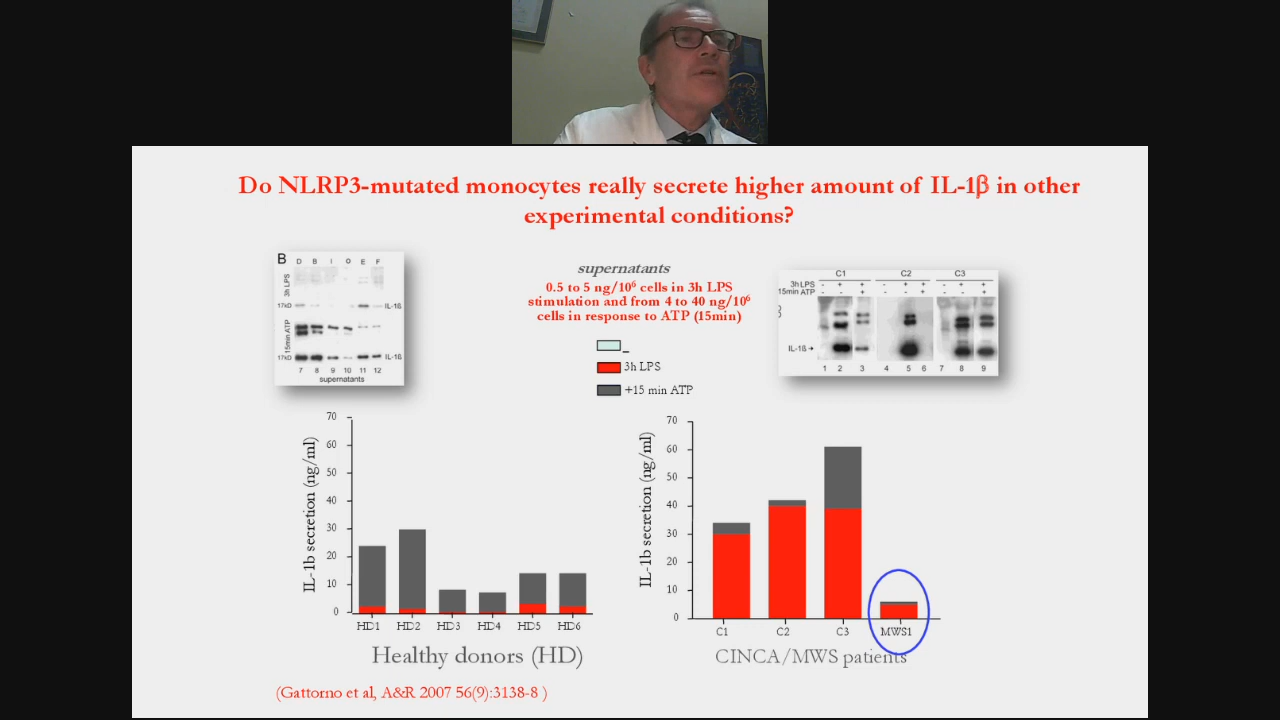 Do NLRP3-mutated monocytes really secrete higher amount of IL-1β in other
experimental conditions?
B
D B I O E F
3h LPS
17kD
IL-1ß
15min ATP
17kD
IL-1ß
7 8 9 10 11 12
supernatants
supernatants
0.5 to 5 ng/10⁶ cells in 3h LPS
stimulation and from 4 to 40 ng/10⁶
cells in response to ATP (15min)
–
3h LPS
+15 min ATP
C1 C2 C3
3h LPS - + + - + + - + +
15min ATP - - + - - + - - +
IL-1ß
1 2 3 4 5 6 7 8 9
IL-1b secretion (ng/ml)
70
60
50
40
30
20
10
0
HD1 HD2 HD3 HD4 HD5 HD6
Healthy donors (HD)
IL-1b secretion (ng/ml)
70
60
50
40
30
20
10
0
C1 C2 C3 MWS1
CINCA/MWS patients
(Gattorno et al, A&R 2007 56(9):3138-8 )